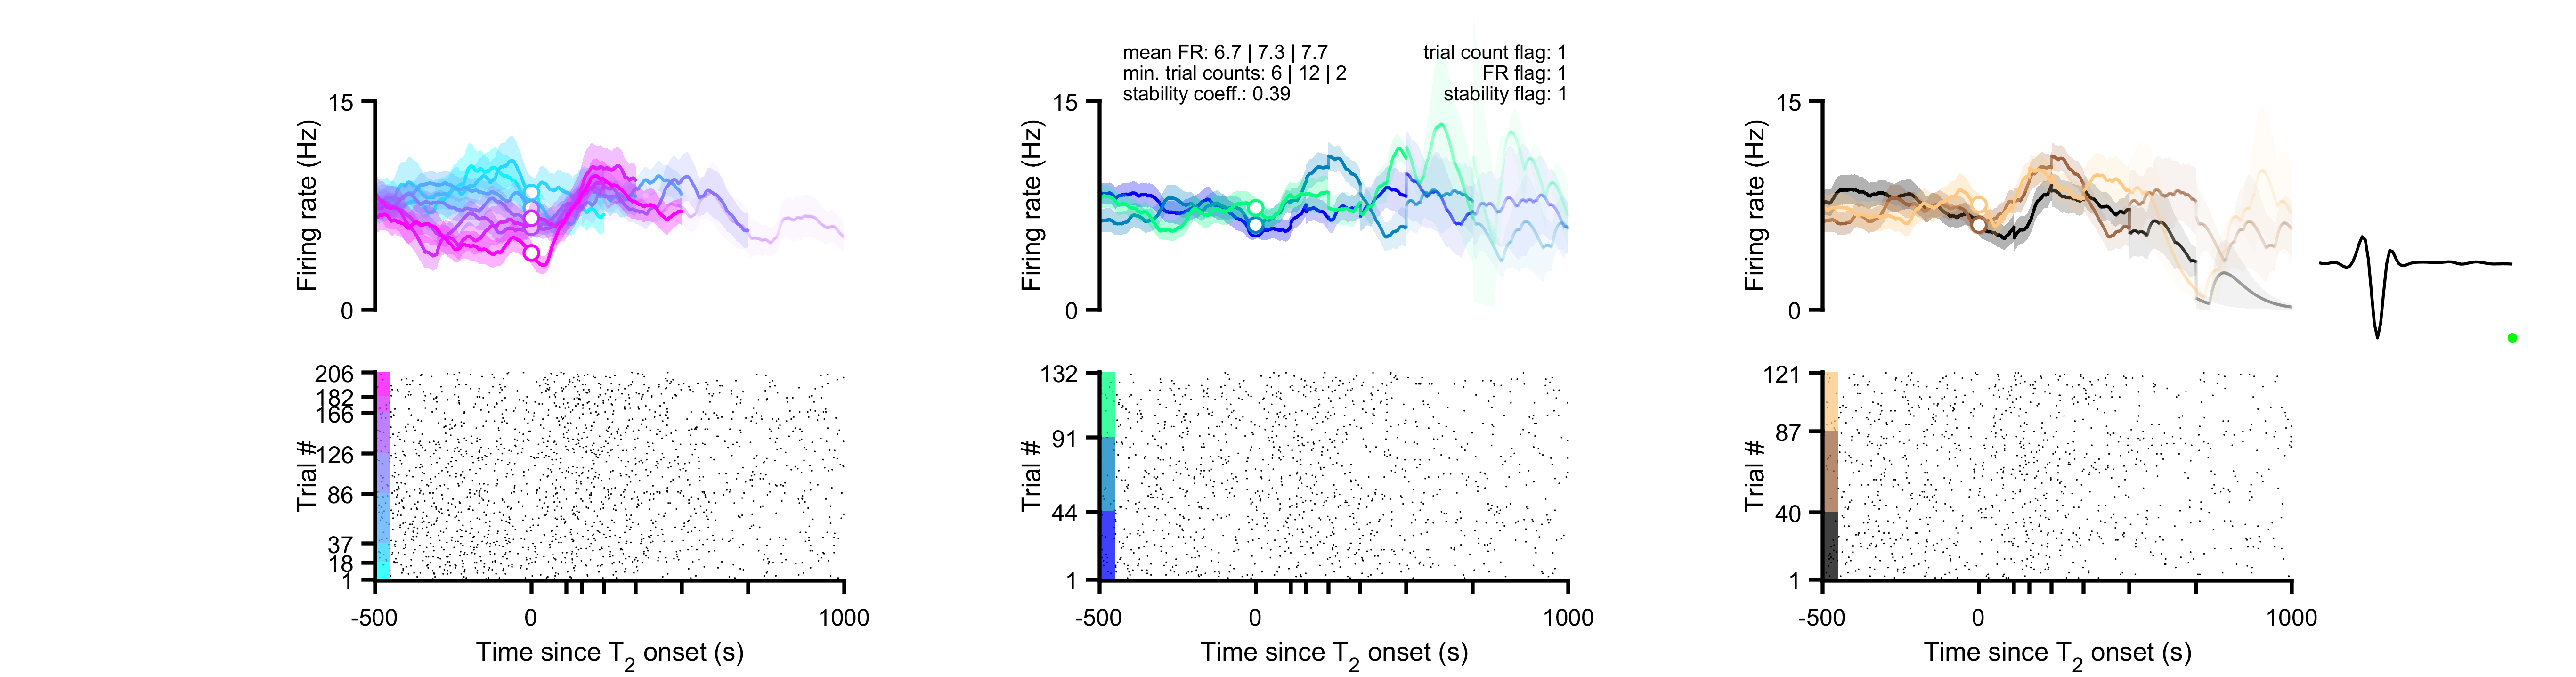 mean FR: 6.7 | 7.3 | 7.7
min. trial counts: 6 | 12 | 2
stability coeff.: 0.39
trial count flag: 1
FR flag: 1
stability flag: 1
Firing rate (Hz)
15
0
Firing rate (Hz)
15
0
Firing rate (Hz)
15
0
Trial #
206
182
166
126
86
37
18
1
-500
0
1000
Time since T2 onset (s)
Trial #
132
91
44
1
-500
0
1000
Time since T2 onset (s)
Trial #
121
87
40
1
-500
0
1000
Time since T2 onset (s)